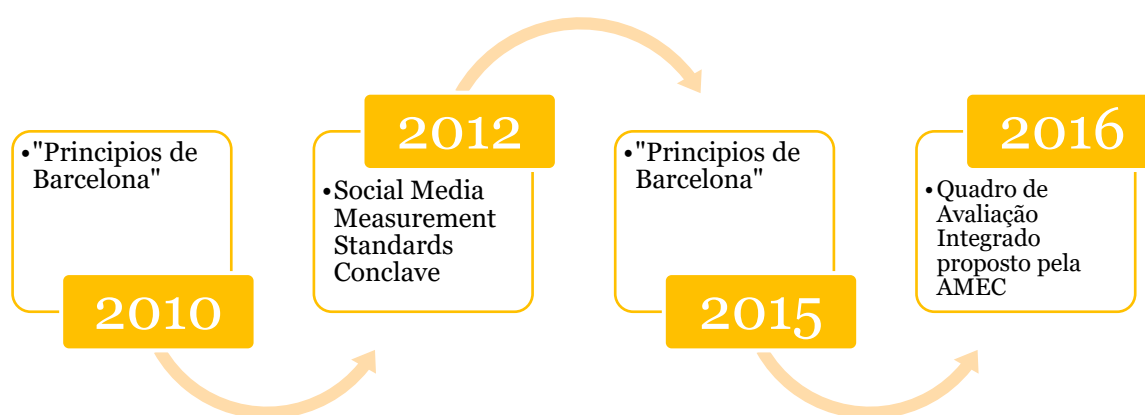 •"Principios de
Barcelona"
2010
2012
•Social Media
Measurement
Standards
Conclave
•"Principios de
Barcelona"
2015
2016
•Quadro de
Avaliação
Integrado
proposto pela
AMEC